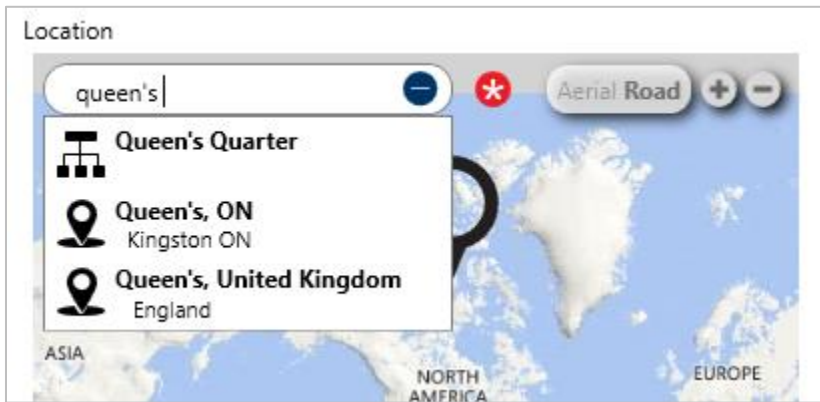 Location
queen's
Aerial Road
Queen's Quarter
Queen's, ON
Kingston ON
Queen's, United Kingdom
England
ASIA
NORTH
AMERICA
EUROPE